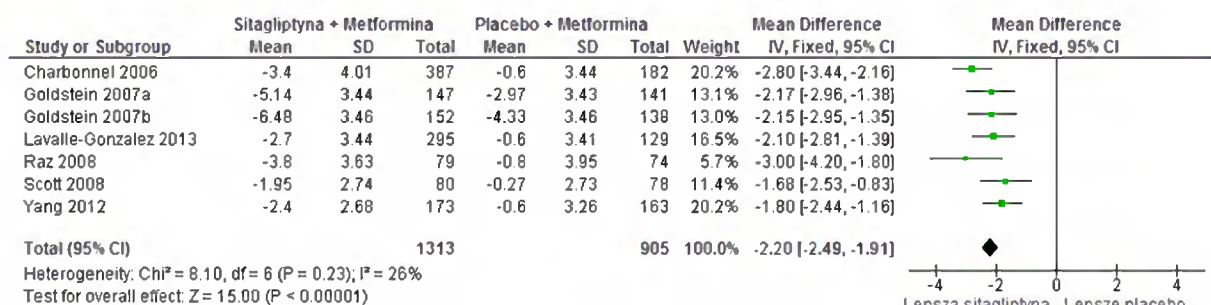 Sitagliptyna + Metformina Placebo + Metformina Mean Difference Mean Difference
Study or Subgroup Mean SD Total Mean SD Total Weight IV, Fixed, 95% CI IV, Fixed, 95% CI
Charbonnel 2006 -3.4 4.01 387 -0.6 3.44 182 20.2% -2.80 [-3.44, -2.16]
Goldstein 2007a -5.14 3.44 147 -2.97 3.43 141 13.1% -2.17 [-2.96, -1.38]
Goldstein 2007b -6.48 3.46 152 -4.33 3.46 138 13.0% -2.15 [-2.95, -1.35]
Lavalle-Gonzalez 2013 -2.7 3.44 295 -0.6 3.41 129 16.5% -2.10 [-2.81, -1.39]
Raz 2008 -3.8 3.63 79 -0.8 3.95 74 5.7% -3.00 [-4.20, -1.80]
Scott 2008 -1.95 2.74 80 -0.27 2.73 78 11.4% -1.68 [-2.53, -0.83]
Yang 2012 -2.4 2.68 173 -0.6 3.26 163 20.2% -1.80 [-2.44, -1.16]
Total (95% CI) 1313 905 100.0% -2.20 [-2.49, -1.91]
Heterogeneity: Chi² = 8.10, df = 6 (P = 0.23); I² = 26%
Test for overall effect: Z = 15.00 (P < 0.00001)
-4 -2 0 2 4
Lepsza sitagliptyna Lepsze placebo